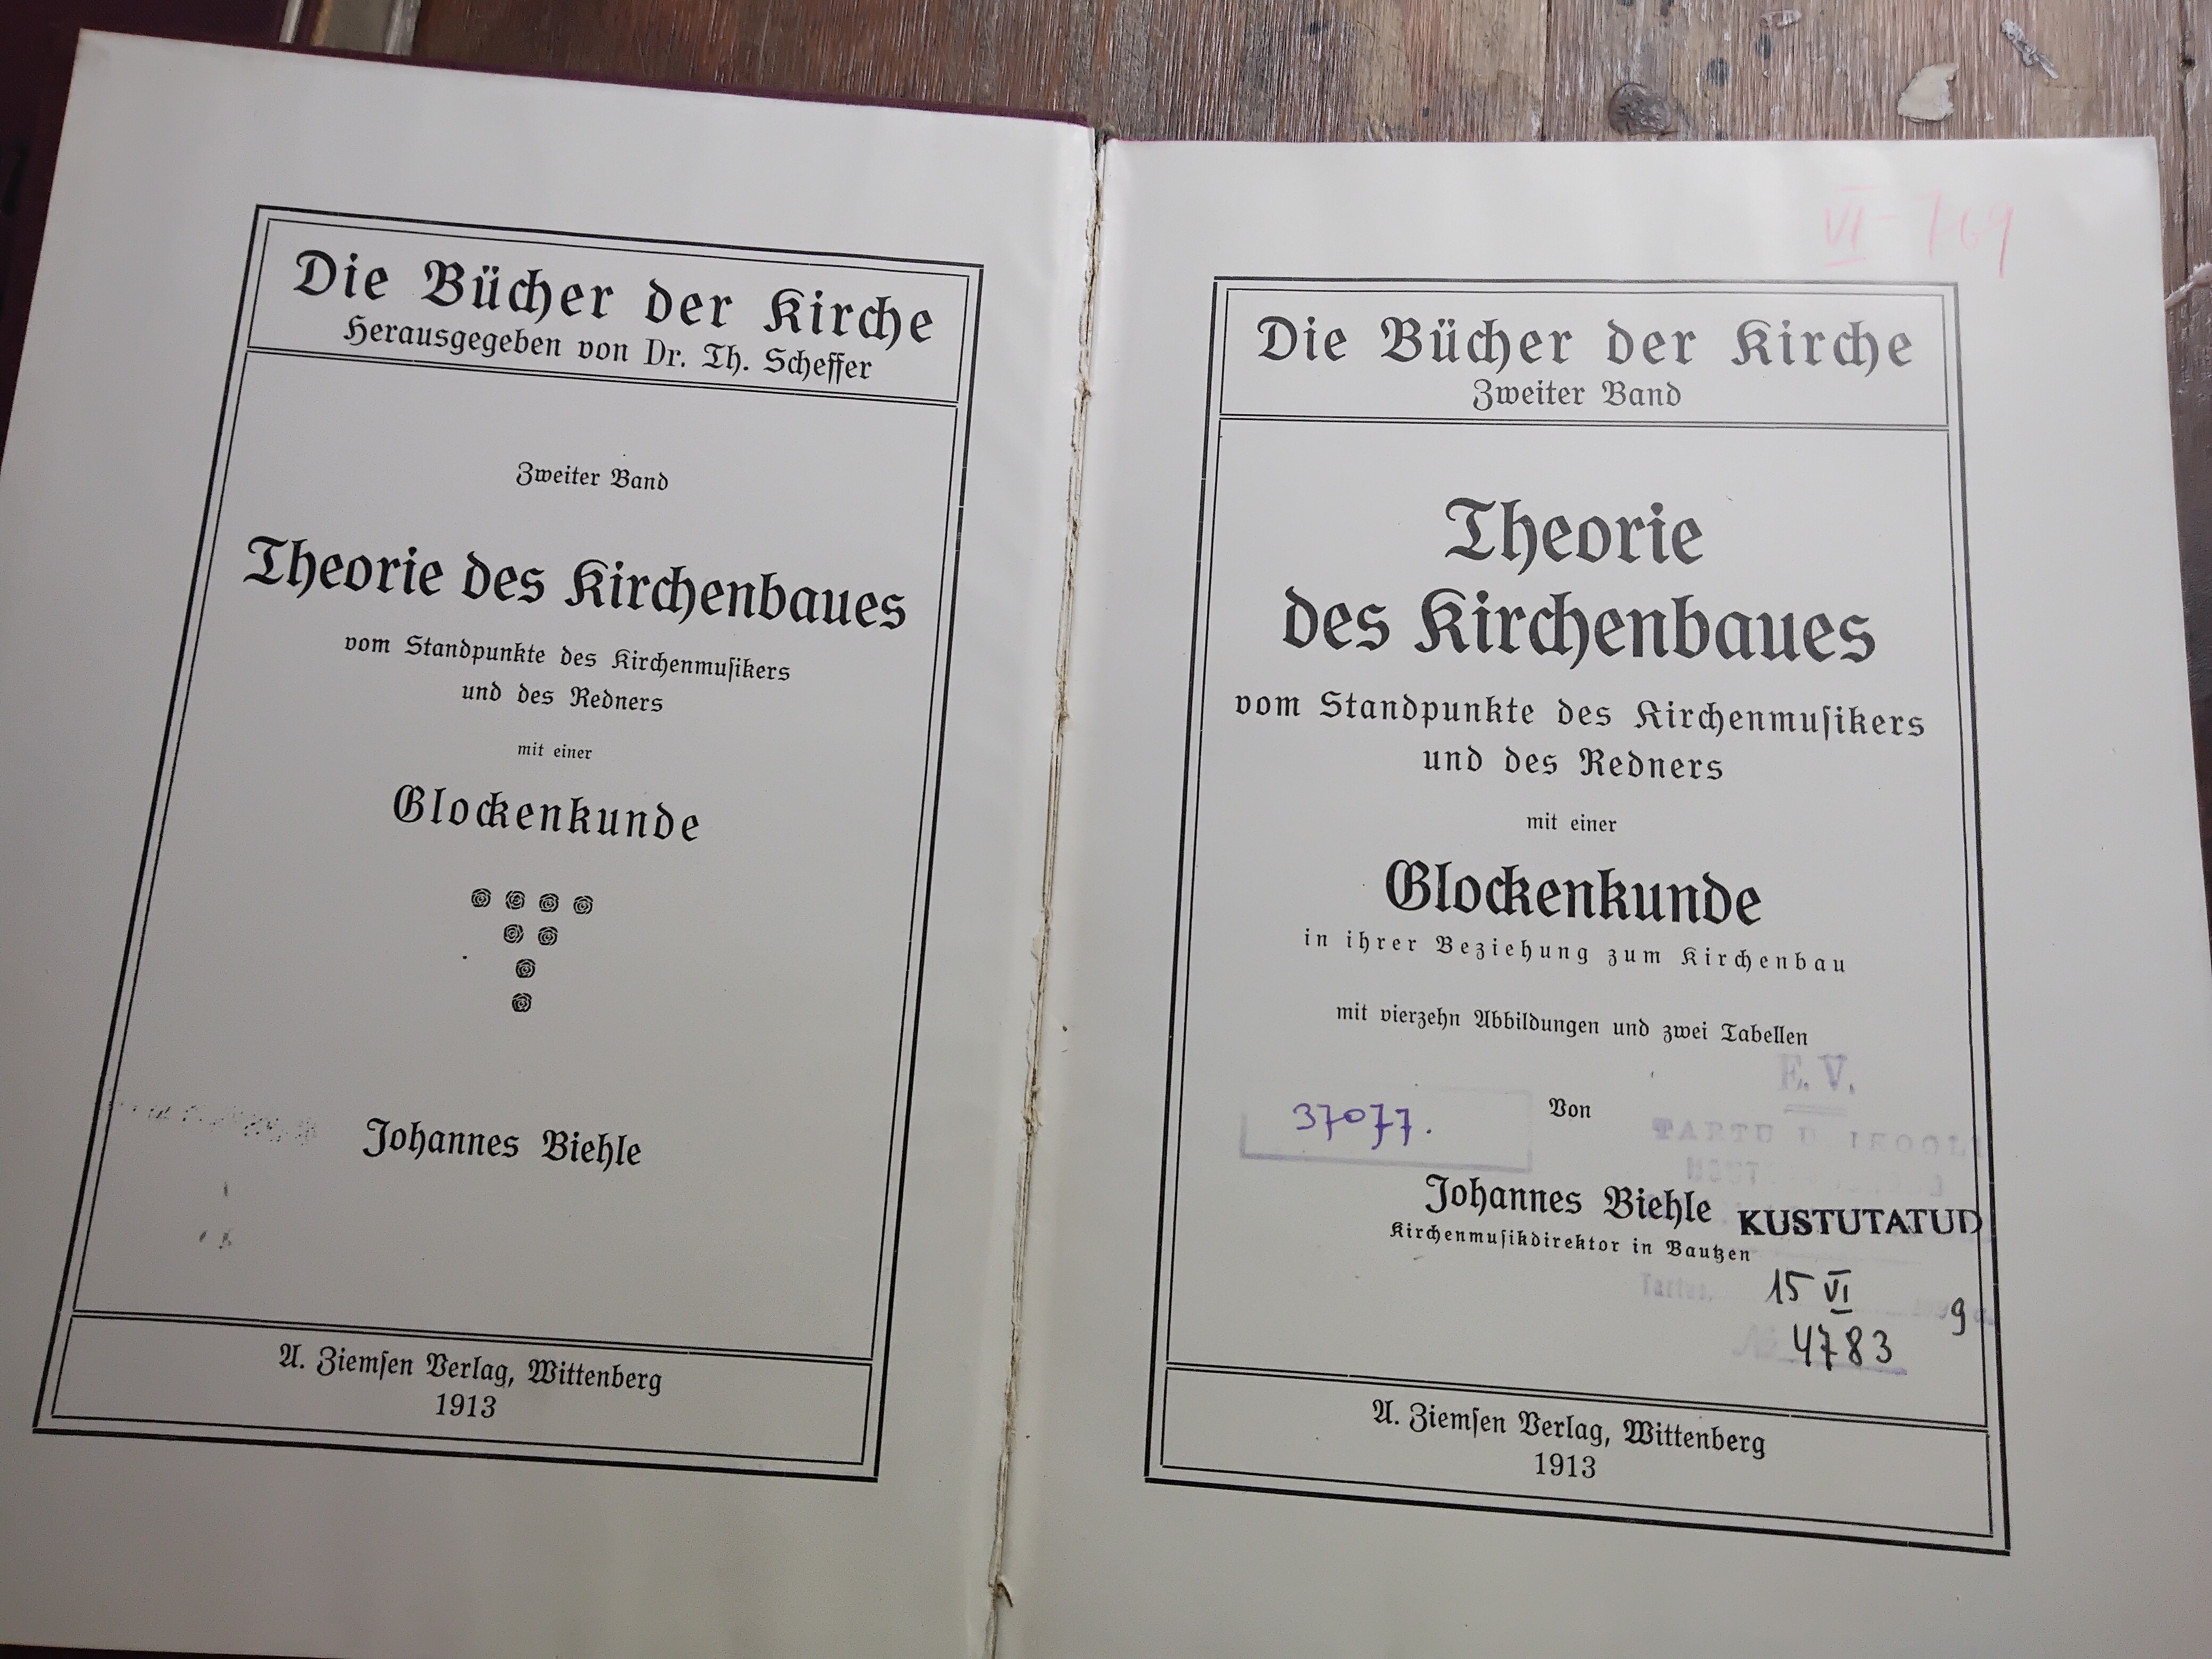 Die Bücher der Kirche
Herausgegeben von Dr. Th. Scheffer
Zweiter Band
Theorie des Kirchenbaues
vom Standpunkte des Kirchenmuſikers
und des Redners
mit einer
Glockenkunde
Johannes Biehle
A. Ziemſen Verlag, Wittenberg
1913
VI - 769
Die Bücher der Kirche
Zweiter Band
Theorie
des Kirchenbaues
vom Standpunkte des Kirchenmuſikers
und des Redners
mit einer
Glockenkunde
in ihrer Beziehung zum Kirchenbau
mit vierzehn Abbildungen und zwei Tabellen
E. V.
37077.
Von
TARTU
Johannes Biehle
KUSTUTATUD
Kirchenmuſikdirektor in Bautzen
Tartus,
15 VI
9
№ 4783
A. Ziemſen Verlag, Wittenberg
1913